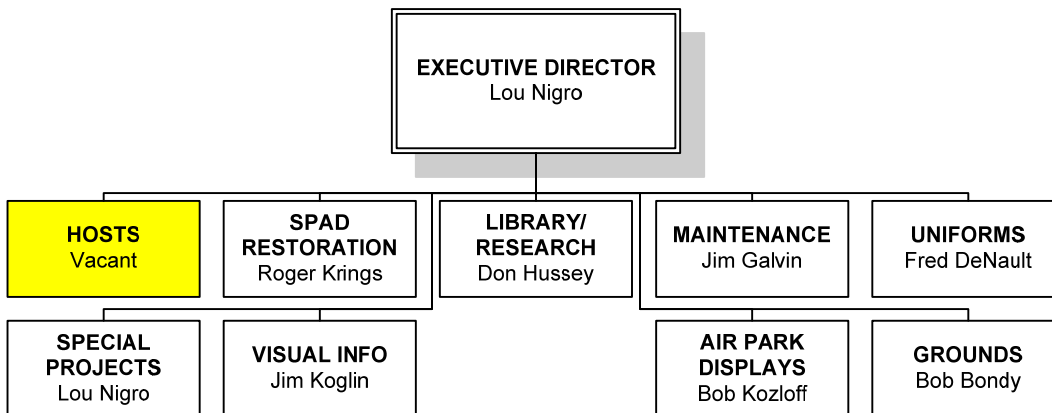 EXECUTIVE DIRECTOR
Lou Nigro
HOSTS
Vacant
SPAD
RESTORATION
Roger Krings
LIBRARY/
RESEARCH
Don Hussey
MAINTENANCE
Jim Galvin
UNIFORMS
Fred DeNault
SPECIAL
PROJECTS
Lou Nigro
VISUAL INFO
Jim Koglin
AIR PARK
DISPLAYS
Bob Kozloff
GROUNDS
Bob Bondy